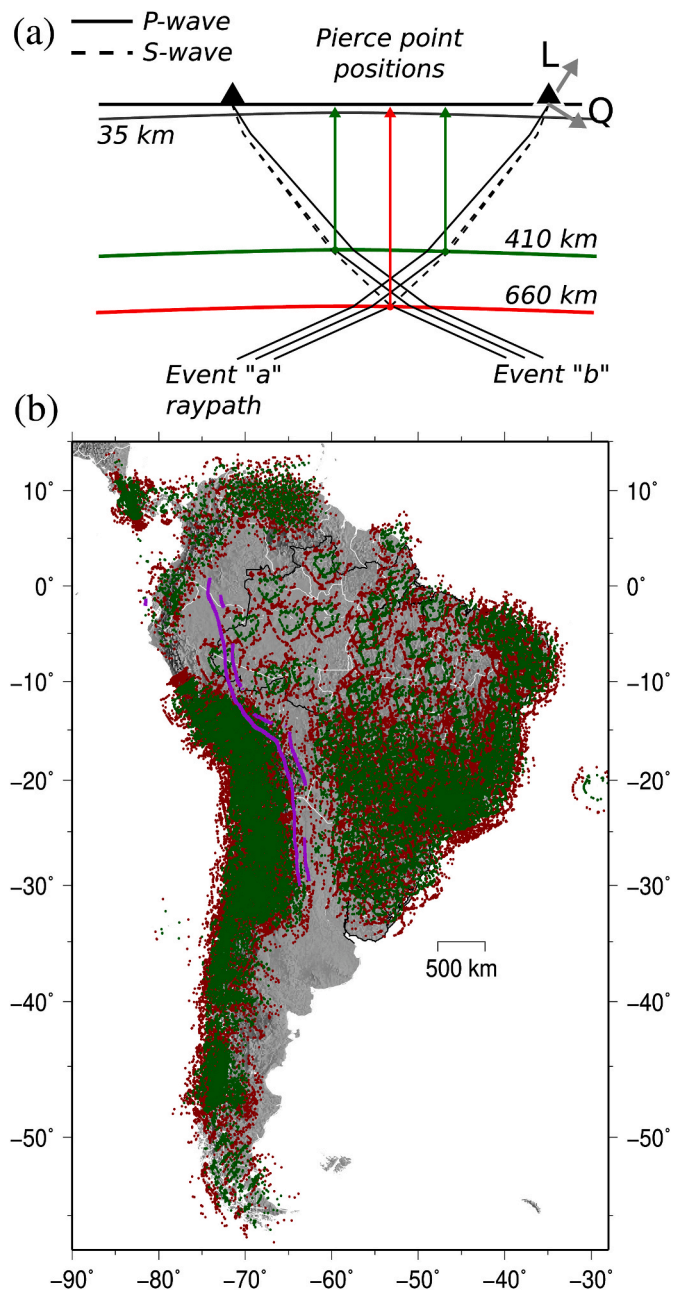 (a)
P-wave
S-wave
Pierce point
positions
L
Q
35 km
410 km
660 km
Event "a"
raypath
Event "b"
(b)
10° 10°
0° 0°
−10° −10°
−20° −20°
−30° −30°
500 km
−40° −40°
−50° −50°
−90° −80° −70° −60° −50° −40° −30°